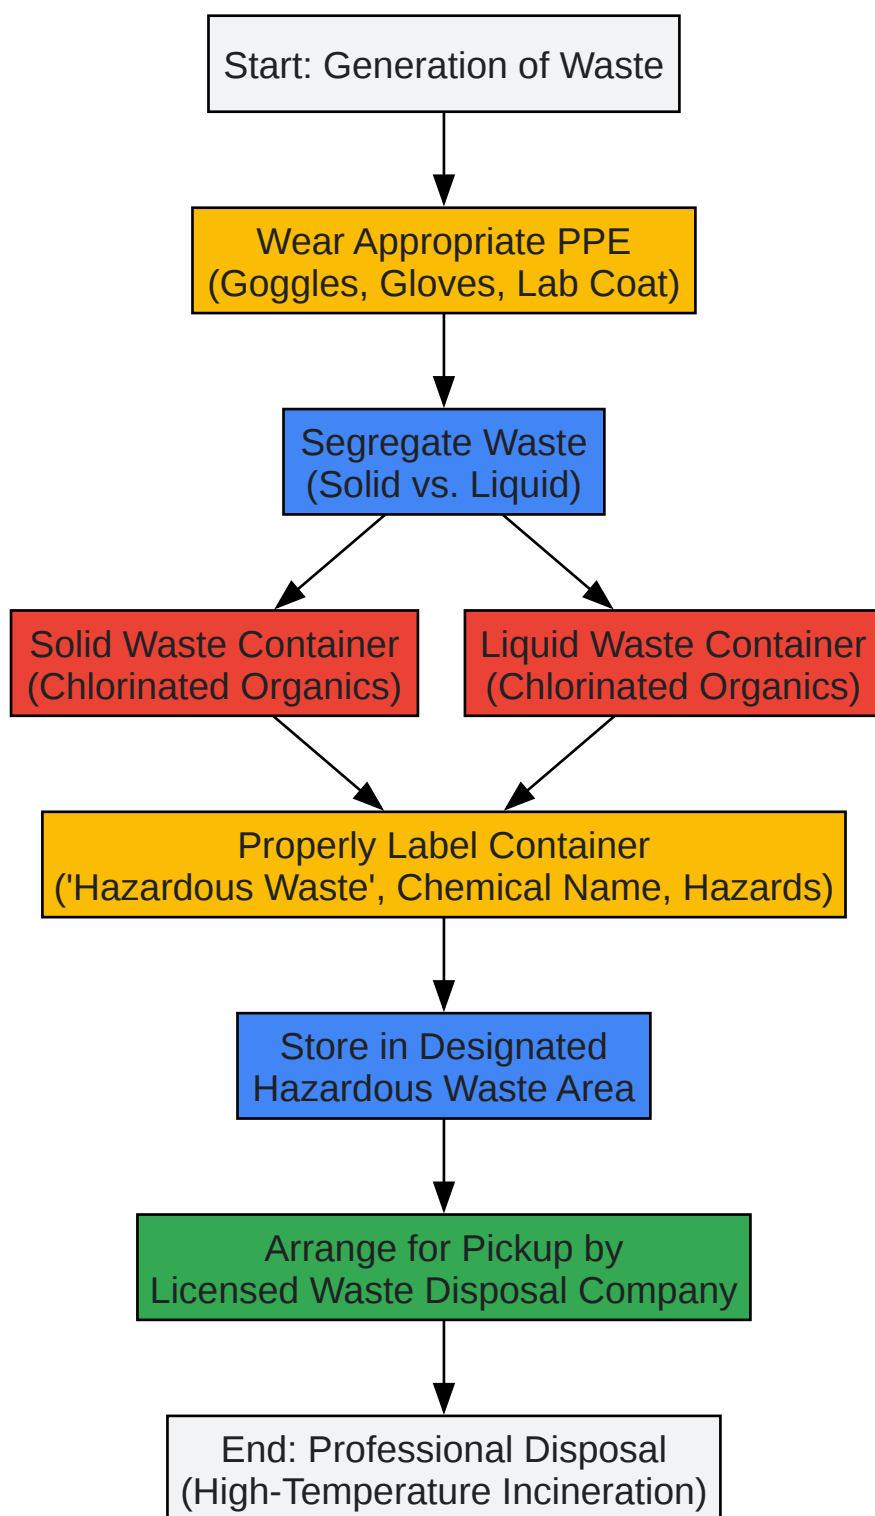 Start: Generation of Waste
Wear Appropriate PPE
(Goggles, Gloves, Lab Coat)
Segregate Waste
(Solid vs. Liquid)
Solid Waste Container
(Chlorinated Organics)
Liquid Waste Container
(Chlorinated Organics)
Properly Label Container
('Hazardous Waste', Chemical Name, Hazards)
Store in Designated
Hazardous Waste Area
Arrange for Pickup by
Licensed Waste Disposal Company
End: Professional Disposal
(High-Temperature Incineration)